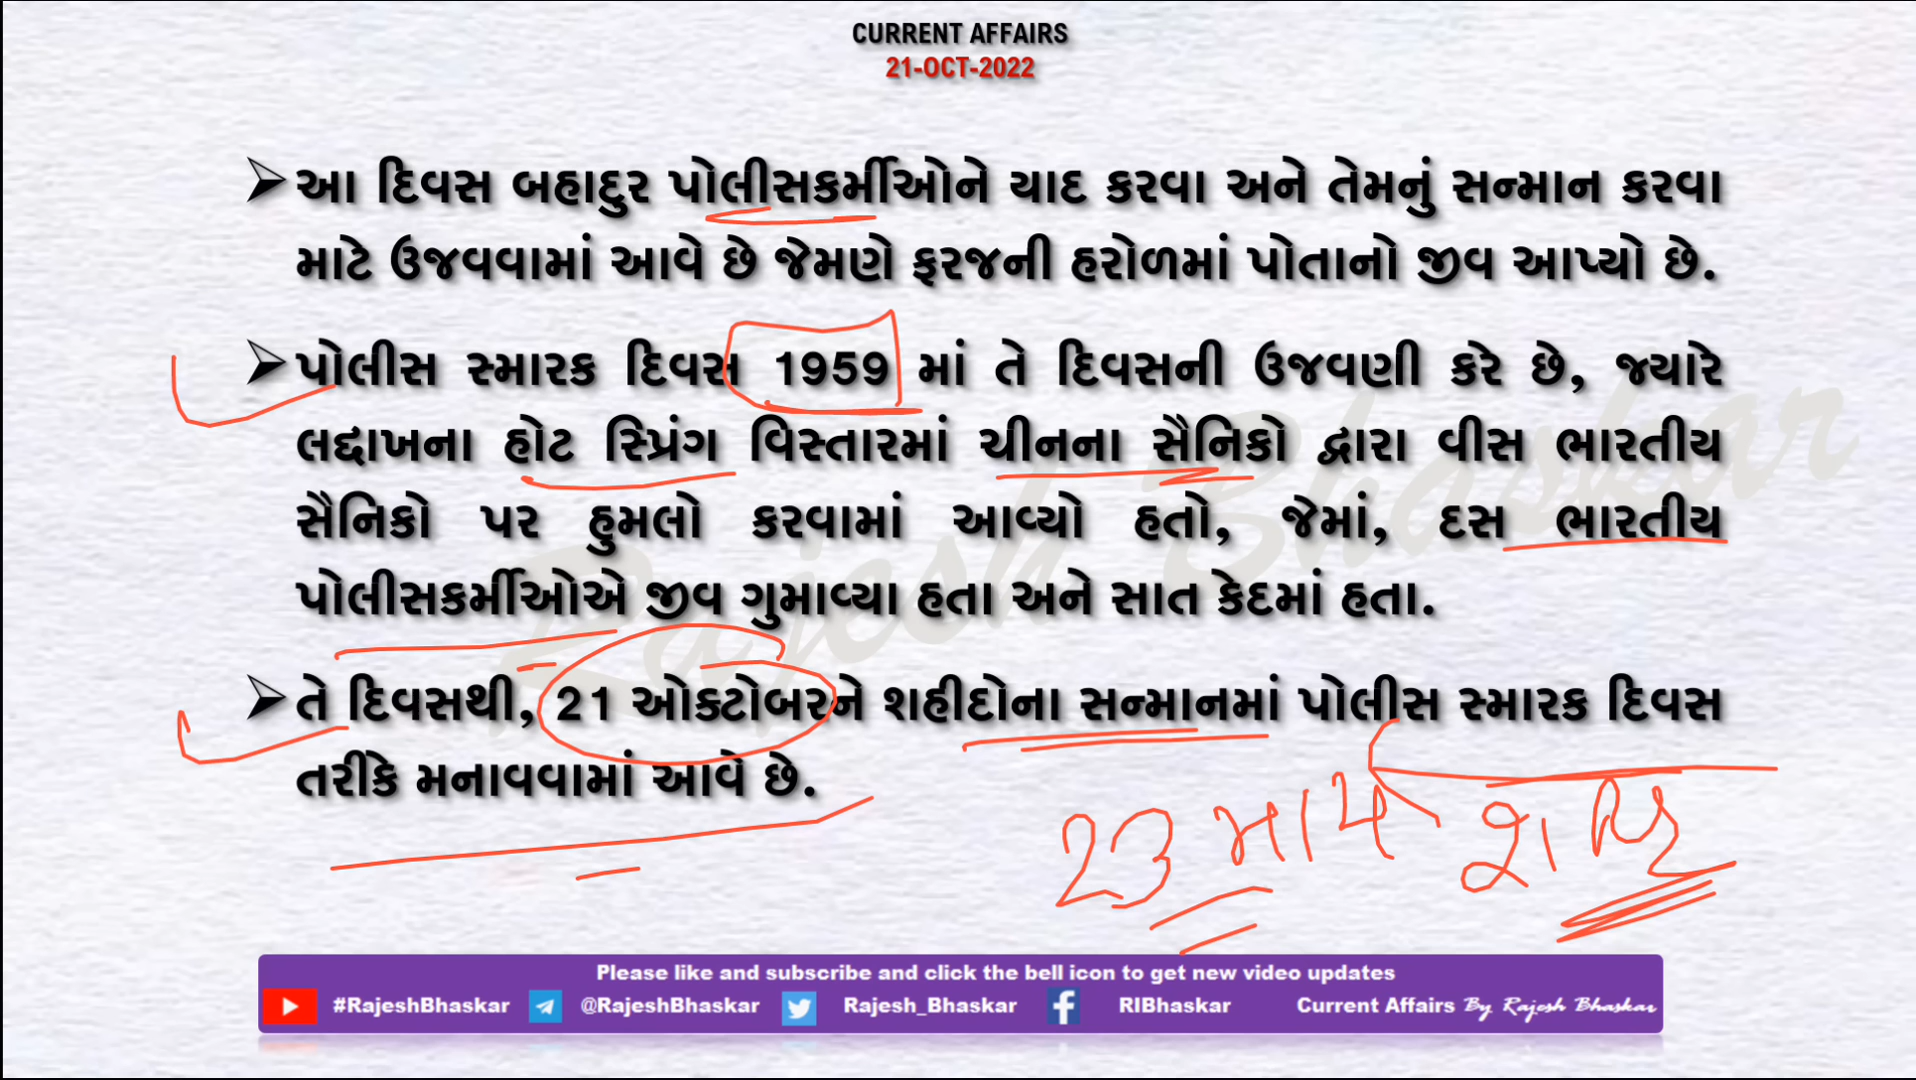 CURRENT AFFAIRS
21-OCT-2022
આ દિવસ બહાદુર પોલીસકર્મીઓને યાદ કરવા અને તેમનું સન્માન કરવા
માટે ઉજવવામાં આવે છે જેમણે ફરજની હરોળમાં પોતાનો જીવ આપ્યો છે.
પોલીસ સ્મારક દિવસ 1959 માં તે દિવસની ઉજવણી કરે છે, જ્યારે
લદ્દાખના હોટ સ્પ્રિંગ વિસ્તારમાં ચીનના સૈનિકો દ્વારા વીસ ભારતીય
સૈનિકો પર હુમલો કરવામાં આવ્યો હતો, જેમાં, દસ ભારતીય
પોલીસકર્મીઓએ જીવ ગુમાવ્યા હતા અને સાત કેદમાં હતા.
તે દિવસથી, 21 ઓક્ટોબરને શહીદોના સન્માનમાં પોલીસ સ્મારક દિવસ
તરીકે મનાવવામાં આવે છે.
23 માર્ચ
Rajesh Bhaskar
Please like and subscribe and click the bell icon to get new video updates
#RajeshBhaskar @RajeshBhaskar Rajesh_Bhaskar RIBhaskar Current Affairs By Rajesh Bhaskar